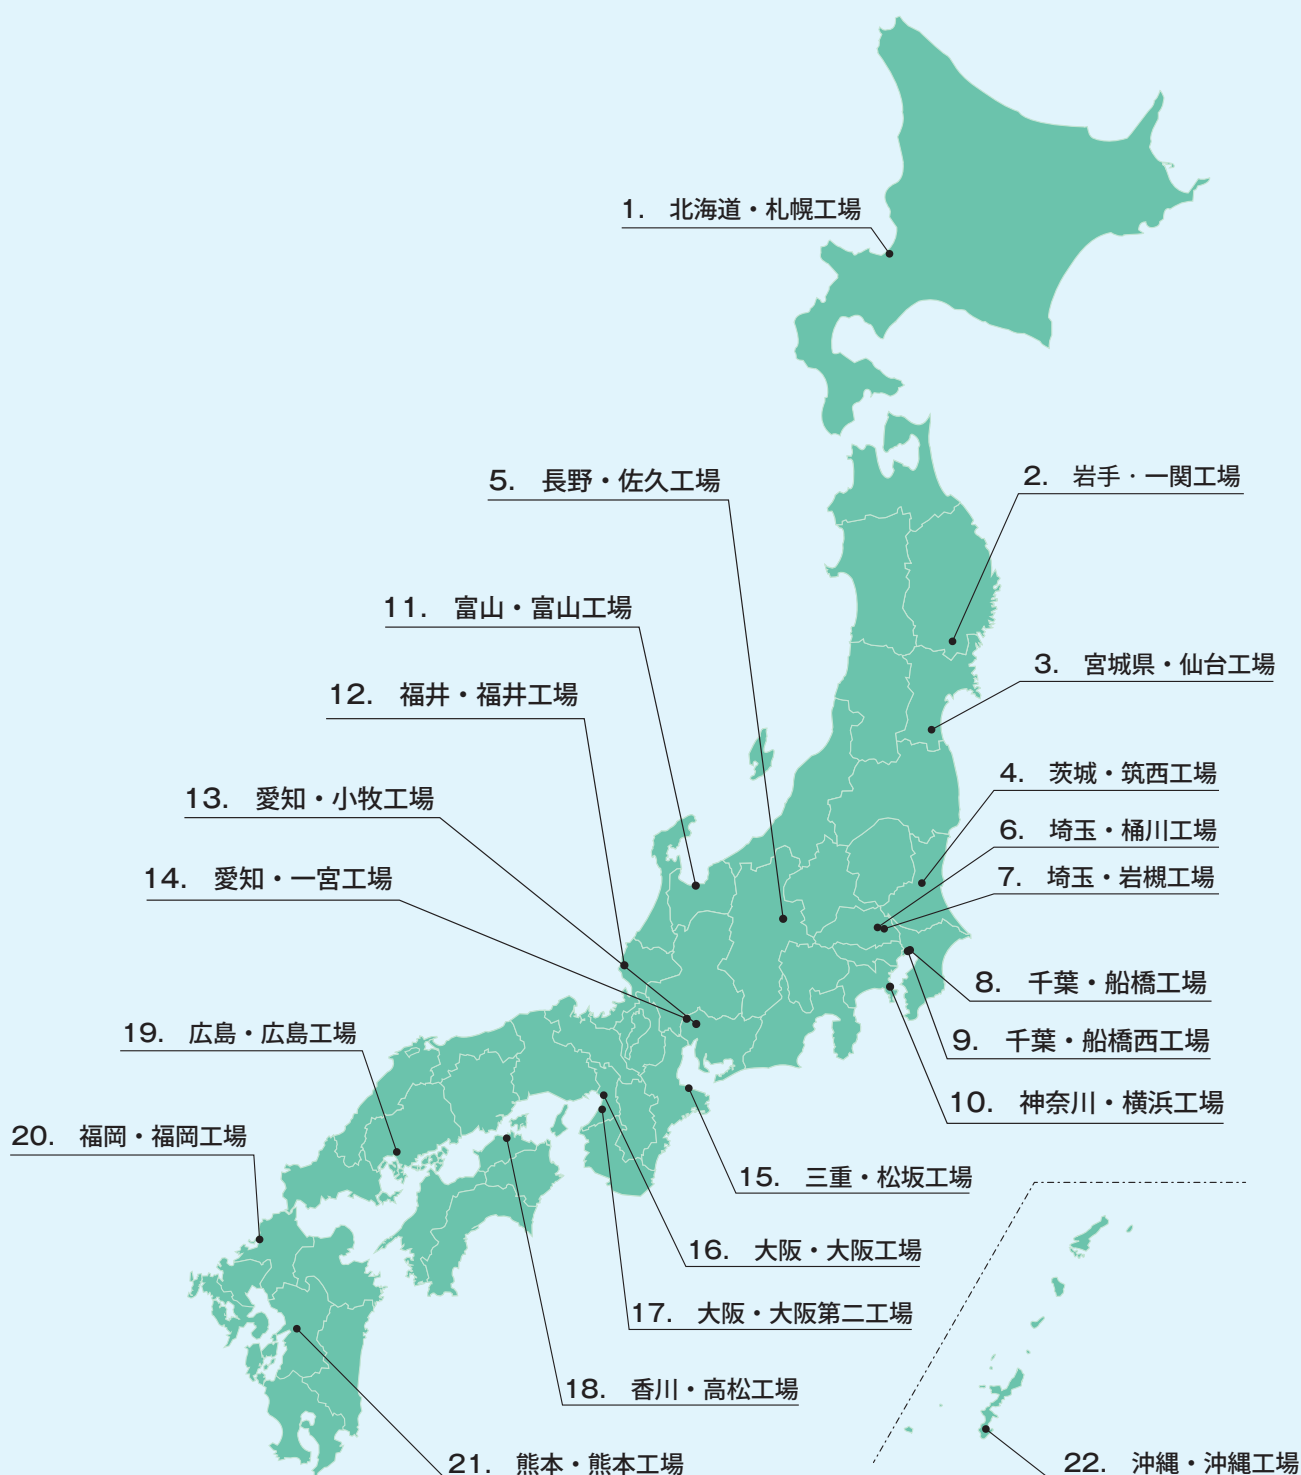 1. 北海道・札幌工場
2. 岩手・一関工場
3. 宮城県・仙台工場
4. 茨城・筑西工場
5. 長野・佐久工場
6. 埼玉・桶川工場
7. 埼玉・岩槻工場
8. 千葉・船橋工場
9. 千葉・船橋西工場
10. 神奈川・横浜工場
11. 富山・富山工場
12. 福井・福井工場
13. 愛知・小牧工場
14. 愛知・一宮工場
15. 三重・松坂工場
16. 大阪・大阪工場
17. 大阪・大阪第二工場
18. 香川・高松工場
19. 広島・広島工場
20. 福岡・福岡工場
21. 熊本・熊本工場
22. 沖縄・沖縄工場